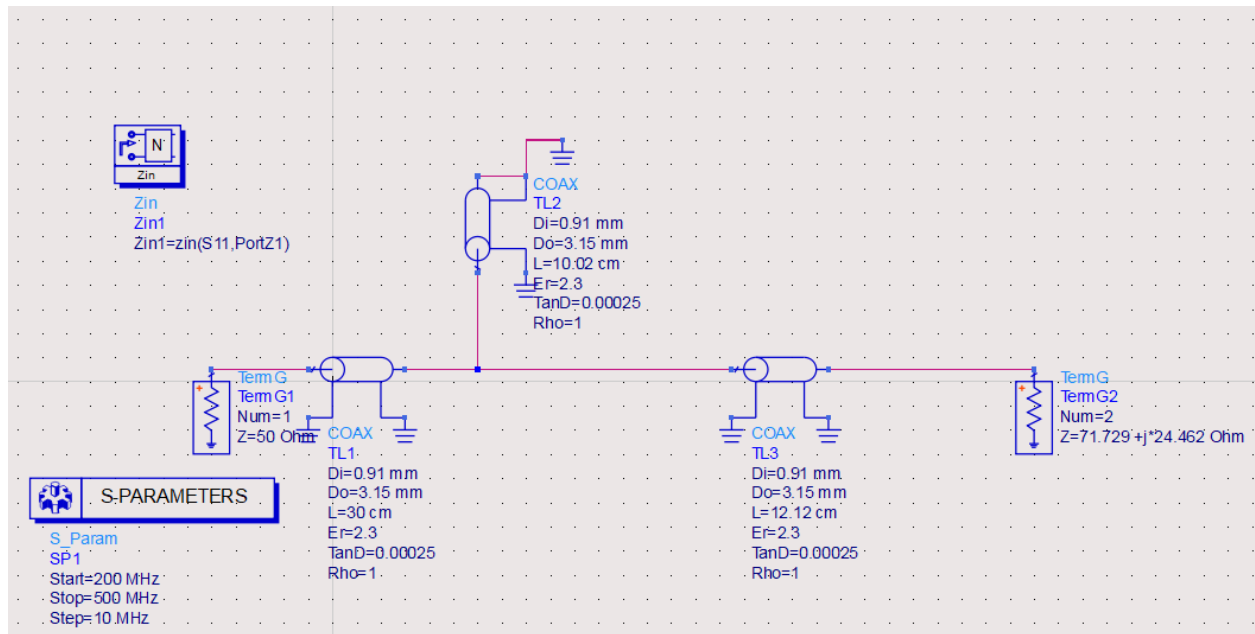 N
Zin
Zin
Zin1
Zin1=zin(S11,PortZ1)
COAX
TL2
Di=0.91 mm
Do=3.15 mm
L=10.02 cm
Er=2.3
TanD=0.00025
Rho=1
+
TermG
TermG1
Num=1
Z=50 Ohm
COAX
TL1
Di=0.91 mm
Do=3.15 mm
L=30 cm
Er=2.3
TanD=0.00025
Rho=1
COAX
TL3
Di=0.91 mm
Do=3.15 mm
L=12.12 cm
Er=2.3
TanD=0.00025
Rho=1
+
TermG
TermG2
Num=2
Z=71.729 +j*24.462 Ohm
S-PARAMETERS
S_Param
SP1
Start=200 MHz
Stop=500 MHz
Step=10 MHz